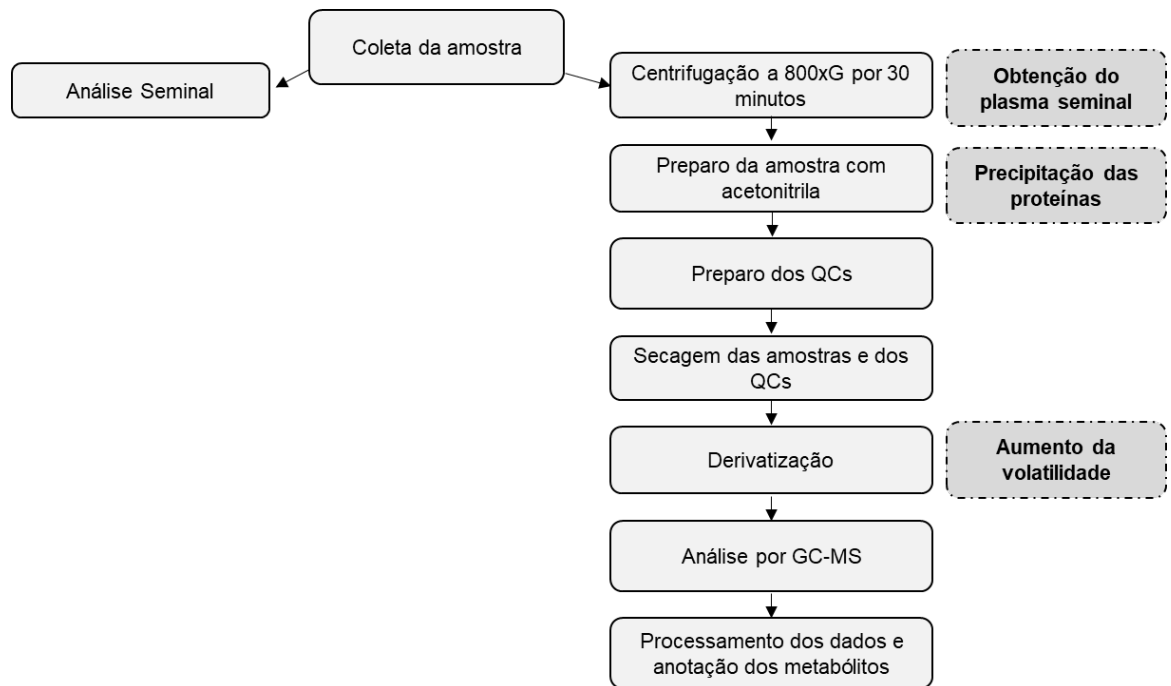 Coleta da amostra
Análise Seminal
Centrifugação a 800xG por 30
minutos
Obtenção do
plasma seminal
Preparo da amostra com
acetonitrila
Precipitação das
proteínas
Preparo dos QCs
Secagem das amostras e dos
QCs
Derivatização
Aumento da
volatilidade
Análise por GC-MS
Processamento dos dados e
anotação dos metabólitos